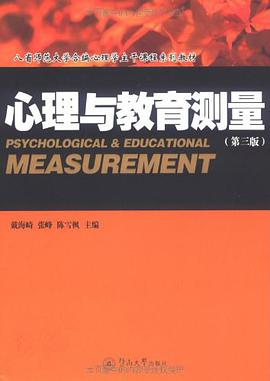 八省师范大学合编心理学主干课程系列教材
心理与教育测量
(第三版)
PSYCHOLOGICAL & EDUCATIONAL
MEASUREMENT
戴海崎 张峰 陈雪枫 主编
暨南大学出版社